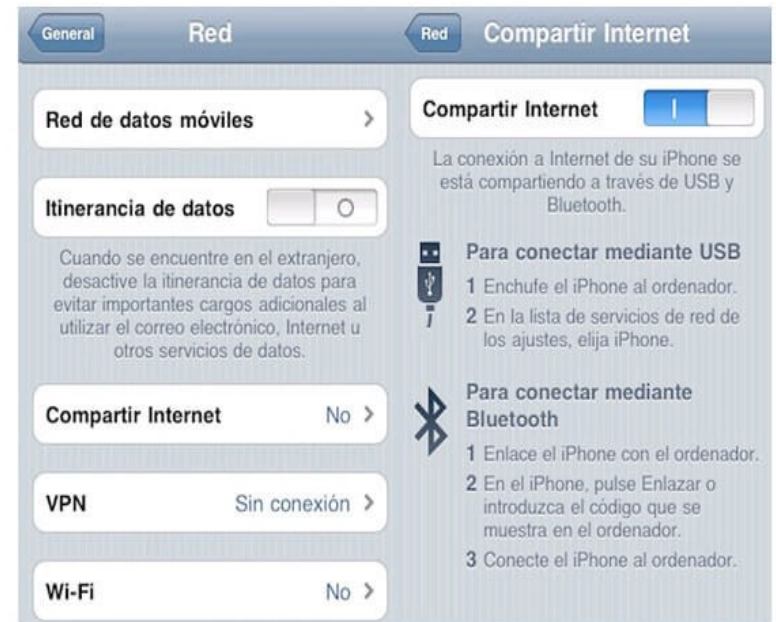 General
Red
Red de datos móviles
Itinerancia de datos
Cuando se encuentre en el extranjero,
desactive la itinerancia de datos para
evitar importantes cargos adicionales al
utilizar el correo electrónico, Internet u
otros servicios de datos.
Compartir Internet No
VPN Sin conexión
Wi-Fi No
Red
Compartir Internet
Compartir Internet
La conexión a Internet de su iPhone se
está compartiendo a través de USB y
Bluetooth.
Para conectar mediante USB
1 Enchufe el iPhone al ordenador.
2 En la lista de servicios de red de
los ajustes, elija iPhone.
Para conectar mediante
Bluetooth
1 Enlace el iPhone con el ordenador.
2 En el iPhone, pulse Enlazar o
introduzca el código que se
muestra en el ordenador.
3 Conecte el iPhone al ordenador.